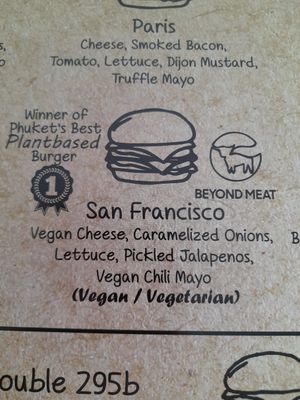 Paris
Cheese, Smoked Bacon,
Tomato, Lettuce, Dijon Mustard,
Truffle Mayo
Winner of
Phuket's Best
Plantbased
Burger
1
BEYOND MEAT
San Francisco
Vegan Cheese, Caramelized Onions,
Lettuce, Pickled Jalapenos,
Vegan Chili Mayo
(Vegan / Vegetarian)
ouble 295b